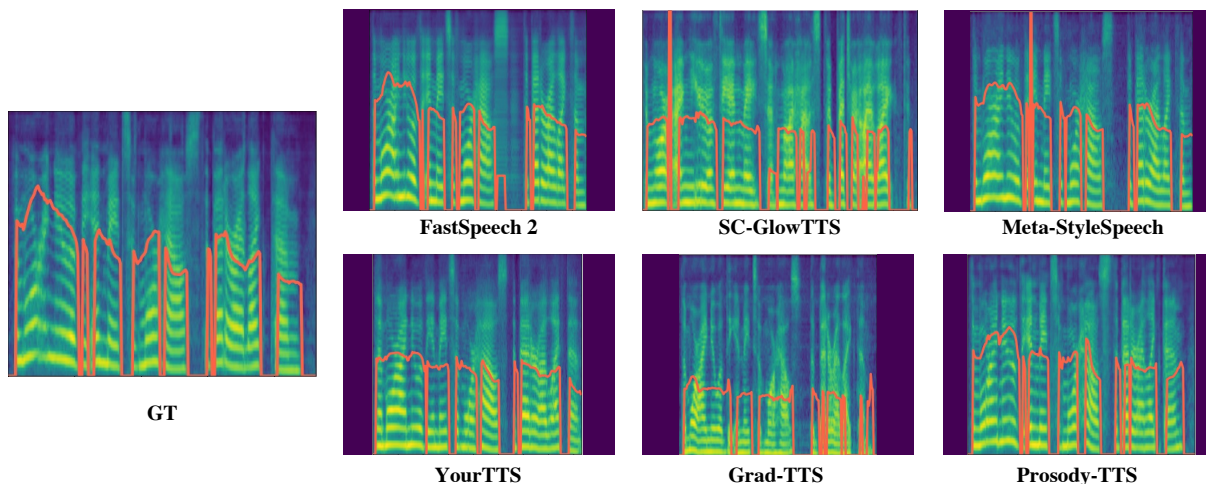 FastSpeech 2
SC-GlowTTS
Meta-StyleSpeech
GT
YourTTS
Grad-TTS
Prosody-TTS